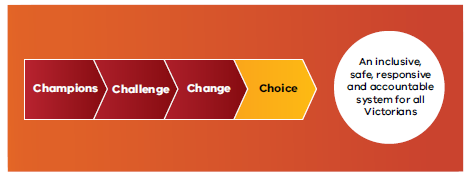 Champions
Challenge
Change
Choice
An inclusive,
safe, responsive
and accountable
system for all
Victorians